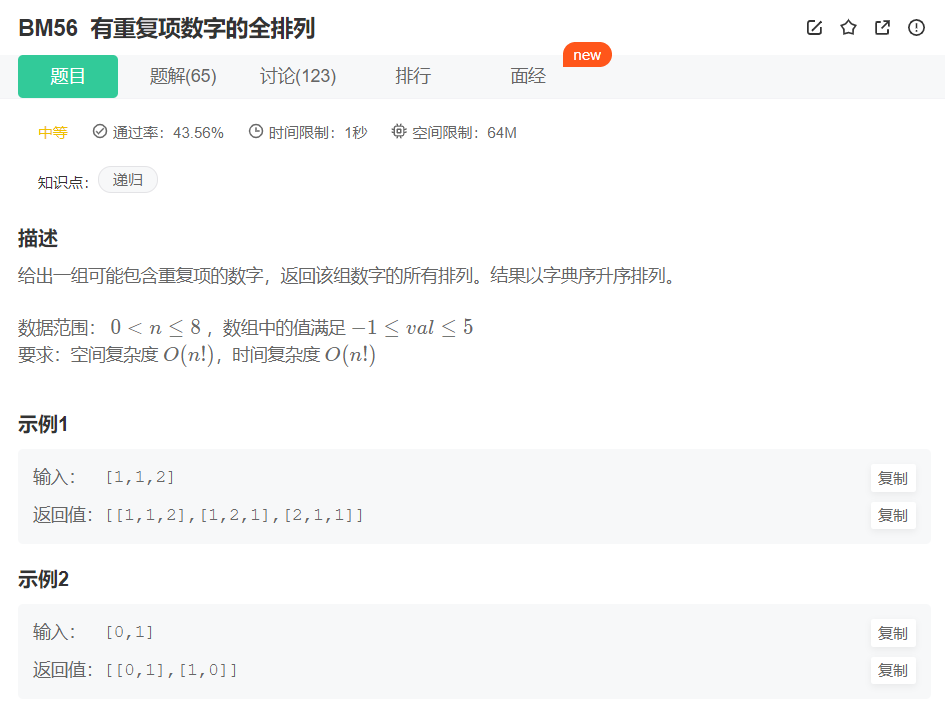 BM56 有重复项数字的全排列
new
题目 题解(65) 讨论(123) 排行 面经
中等 通过率：43.56% 时间限制：1秒 空间限制：64M
知识点： 递归
描述
给出一组可能包含重复项的数字，返回该组数字的所有排列。结果以字典序升序排列。
数据范围： 0 < n ≤ 8 ，数组中的值满足 −1 ≤ val ≤ 5
要求：空间复杂度 O(n!)，时间复杂度 O(n!)
示例1
输入： [1,1,2] 复制
返回值： [[1,1,2],[1,2,1],[2,1,1]] 复制
示例2
输入： [0,1] 复制
返回值： [[0,1],[1,0]] 复制